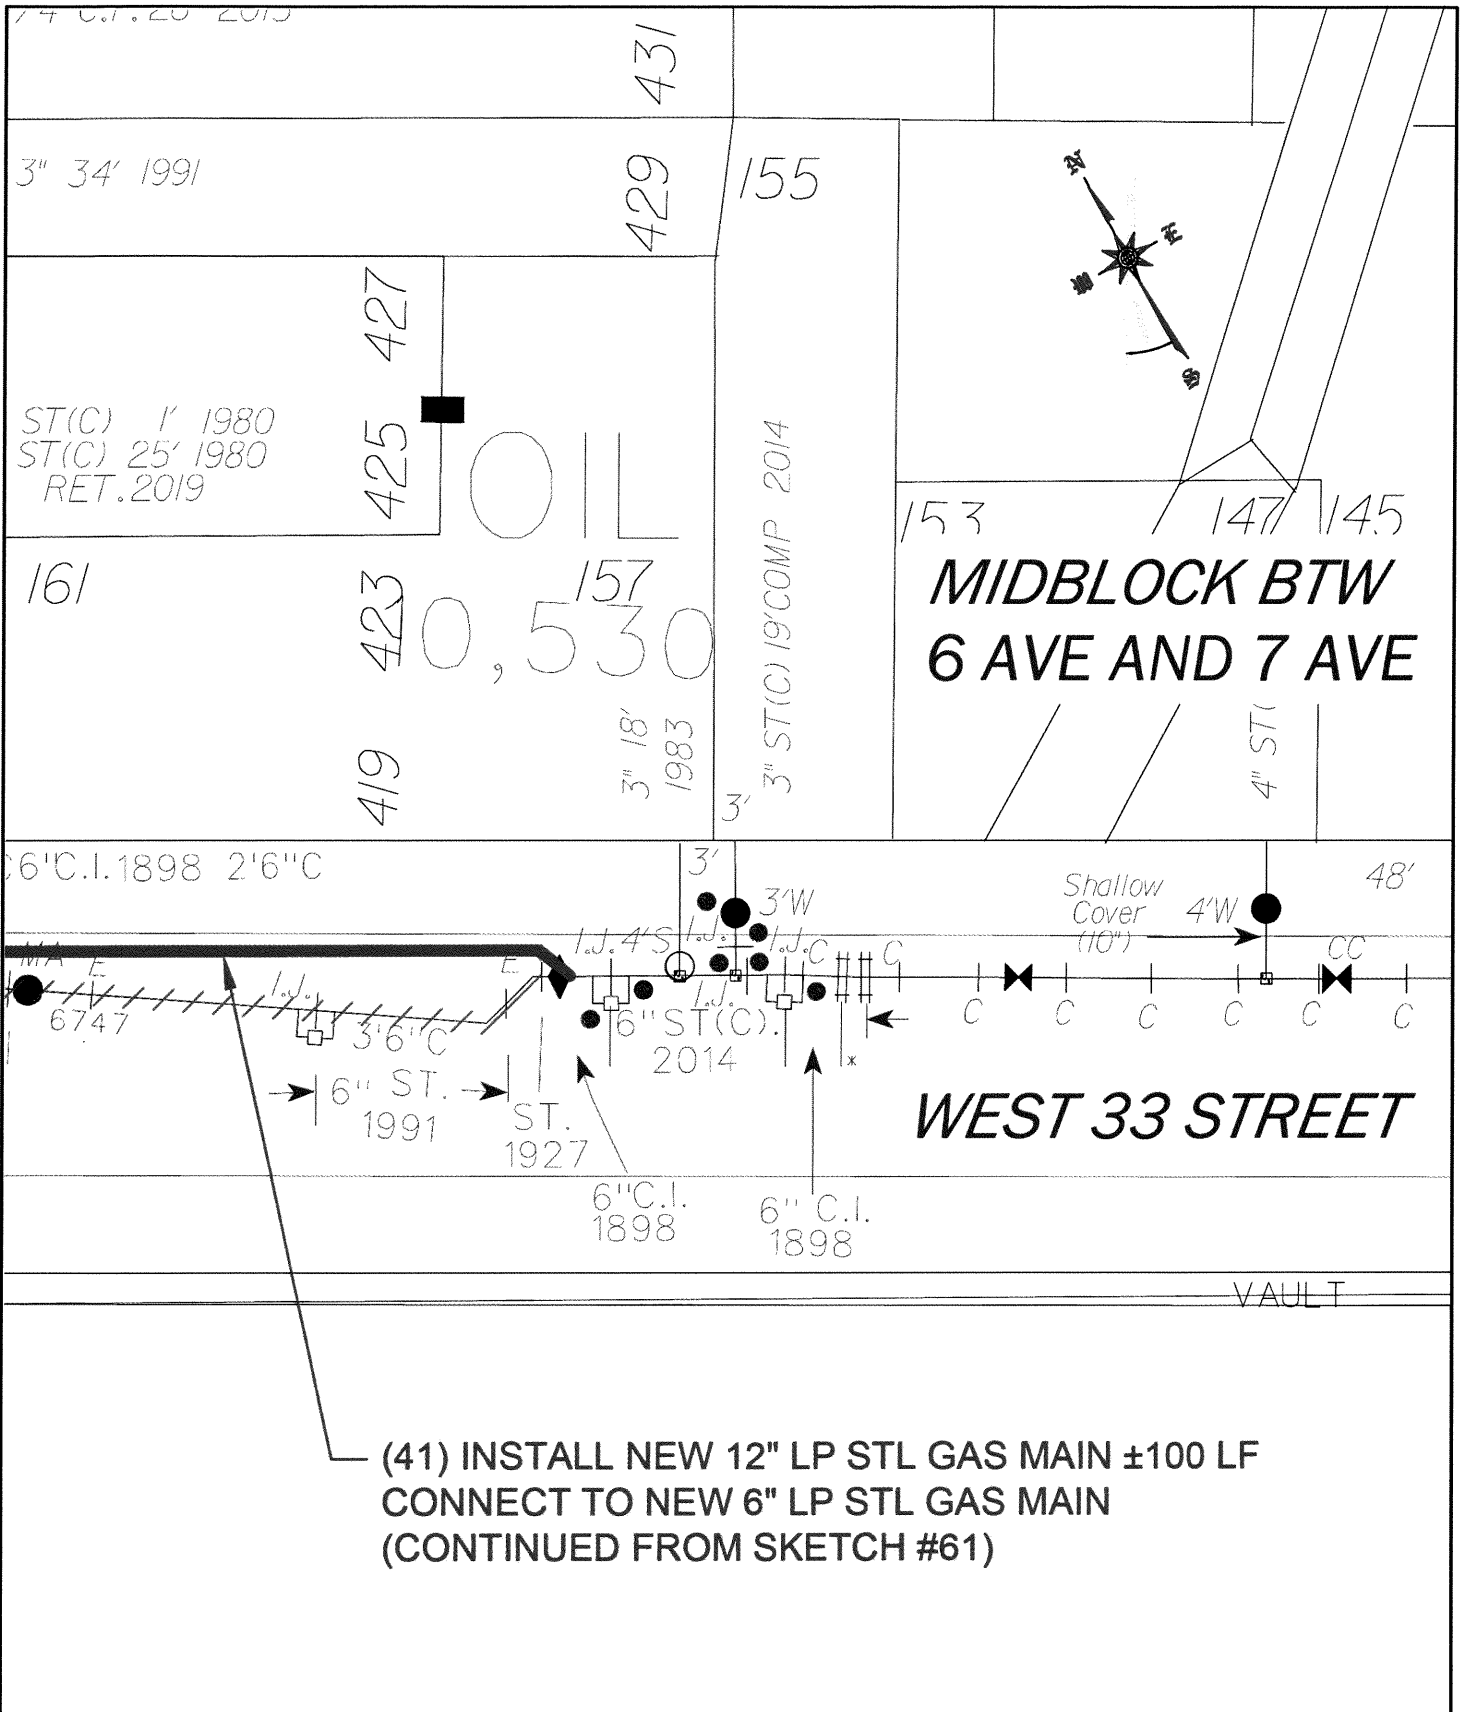 431
3" 34' 1991
429
155
N
E
W
S
427
ST(C) 1' 1980
ST(C) 25' 1980
RET.2019
425
OIL
3" ST(C) 19'COMP 2014
153
147
145
161
423
157
0,530
MIDBLOCK BTW
6 AVE AND 7 AVE
419
3" 18'
1983
3'
4" ST(
6"C.I.1898 2'6"C
3'
3'W
Shallow
Cover
(10")
4'W
48'
MA
E
I.J.
E
I.J. 4'S
I.J.
I.J.
C
C
CC
6747
3'6"C
I.J.
6" ST(C).
2014
C
C
C
C
C
C
*
6" ST.
1991
ST.
1927
WEST 33 STREET
6"C.I.
1898
6" C.I.
1898
VAULT
(41) INSTALL NEW 12" LP STL GAS MAIN ±100 LF
CONNECT TO NEW 6" LP STL GAS MAIN
(CONTINUED FROM SKETCH #61)